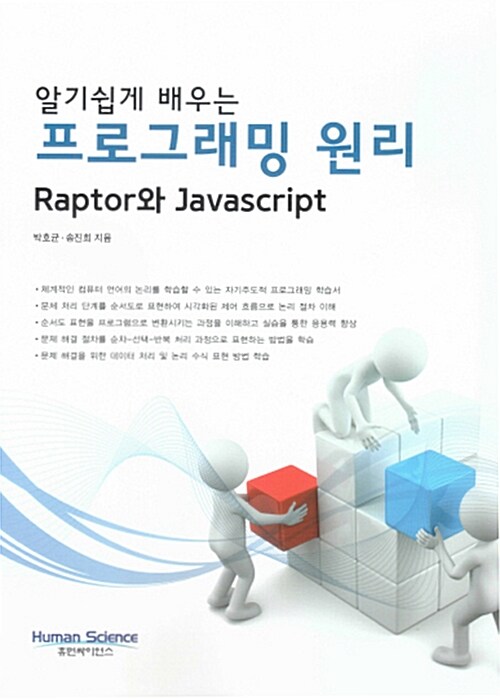 알기쉽게 배우는
프로그래밍 원리
Raptor와 Javascript
박호균·송진희 지음
• 체계적인 컴퓨터 언어의 논리를 학습할 수 있는 자기주도적 프로그래밍 학습서
• 문제 처리 단계를 순서도로 표현하여 시각화된 제어 흐름으로 논리 절차 이해
• 순서도 표현을 프로그램으로 변환시키는 과정을 이해하고 실습을 통한 응용력 향상
• 문제 해결 절차를 순차-선택-반복 처리 과정으로 표현하는 방법을 학습
• 문제 해결을 위한 데이터 처리 및 논리 수식 표현 방법 학습
Human Science
휴먼싸이언스